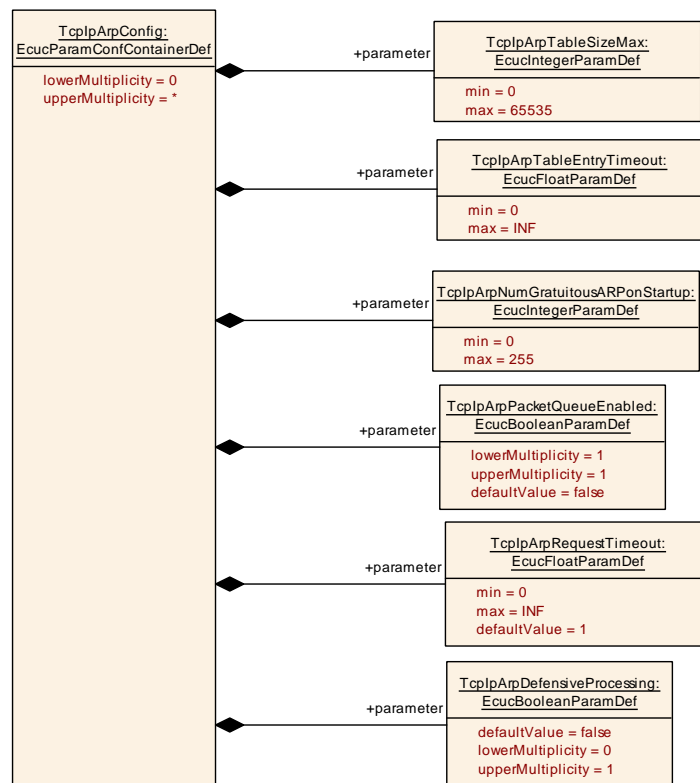 TcpIpArpConfig:
EcucParamConfContainerDef
lowerMultiplicity = 0
upperMultiplicity = *
+parameter
TcpIpArpTableSizeMax:
EcucIntegerParamDef
min = 0
max = 65535
+parameter
TcpIpArpTableEntryTimeout:
EcucFloatParamDef
min = 0
max = INF
+parameter
TcpIpArpNumGratuitousARPonStartup:
EcucIntegerParamDef
min = 0
max = 255
+parameter
TcpIpArpPacketQueueEnabled:
EcucBooleanParamDef
lowerMultiplicity = 1
upperMultiplicity = 1
defaultValue = false
+parameter
TcpIpArpRequestTimeout:
EcucFloatParamDef
min = 0
max = INF
defaultValue = 1
+parameter
TcpIpArpDefensiveProcessing:
EcucBooleanParamDef
defaultValue = false
lowerMultiplicity = 0
upperMultiplicity = 1